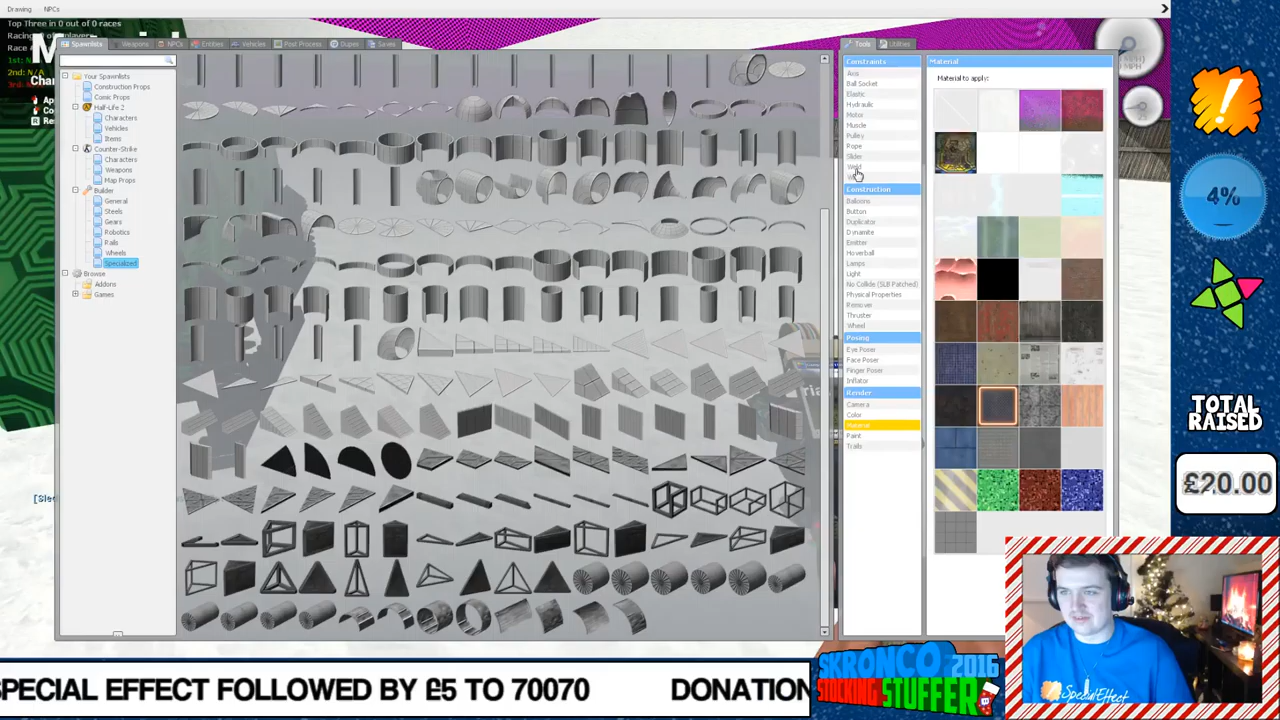 Drawing NPCs
Top Three in 0 out of 0 races
2nd: N/A
Spawnlists Weapons NPCs Entities Vehicles Post Process Dupes Saves
Your Spawnlists
Construction Props
Comic Props
Half-Life 2
Characters
Vehicles
Items
Counter-Strike
Characters
Weapons
Map Props
Builder
General
Steels
Gears
Robotics
Rails
Wheels
Specialized
Browse
Addons
Games
Tools Utilities
Constraints
Axis
Ball Socket
Elastic
Hydraulic
Motor
Muscle
Pulley
Rope
Slider
Weld
Construction
Balloons
Button
Duplicator
Dynamite
Emitter
Hoverball
Lamps
Light
No Collide (SLB Patched)
Physical Properties
Remover
Thruster
Wheel
Posing
Eye Poser
Face Poser
Finger Poser
Inflator
Render
Camera
Color
Material
Paint
Trails
Material
Material to apply:
4%
TOTAL
RAISED
£20.00
SpecialEffect
SKRONCO 2016
STOCKING STUFFER
SPECIAL EFFECT FOLLOWED BY £5 TO 70070 DONATION